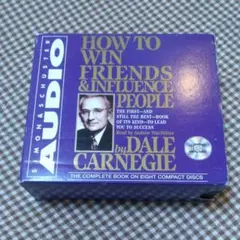 SIMON & SCHUSTER
AUDIO
HOW TO
WIN
FRIENDS
& INFLUENCE
PEOPLE
THE FIRST—AND
STILL THE BEST—BOOK
OF ITS KIND—TO LEAD
YOU TO SUCCESS
Read by Andrew MacMillan
by DALE
CARNEGIE
THE COMPLETE BOOK ON EIGHT COMPACT DISCS